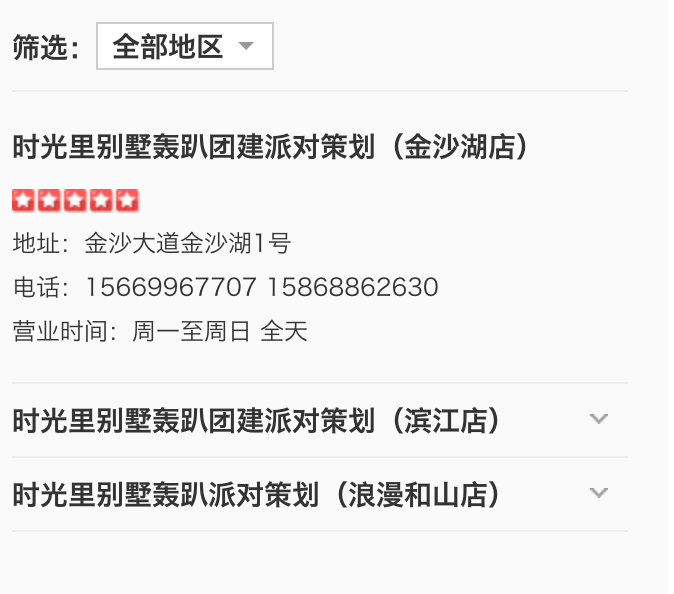 筛选：全部地区
时光里别墅轰趴团建派对策划（金沙湖店）
地址：金沙大道金沙湖1号
电话：15669967707 15868862630
营业时间：周一至周日 全天
时光里别墅轰趴团建派对策划（滨江店）
时光里别墅轰趴派对策划（浪漫和山店）